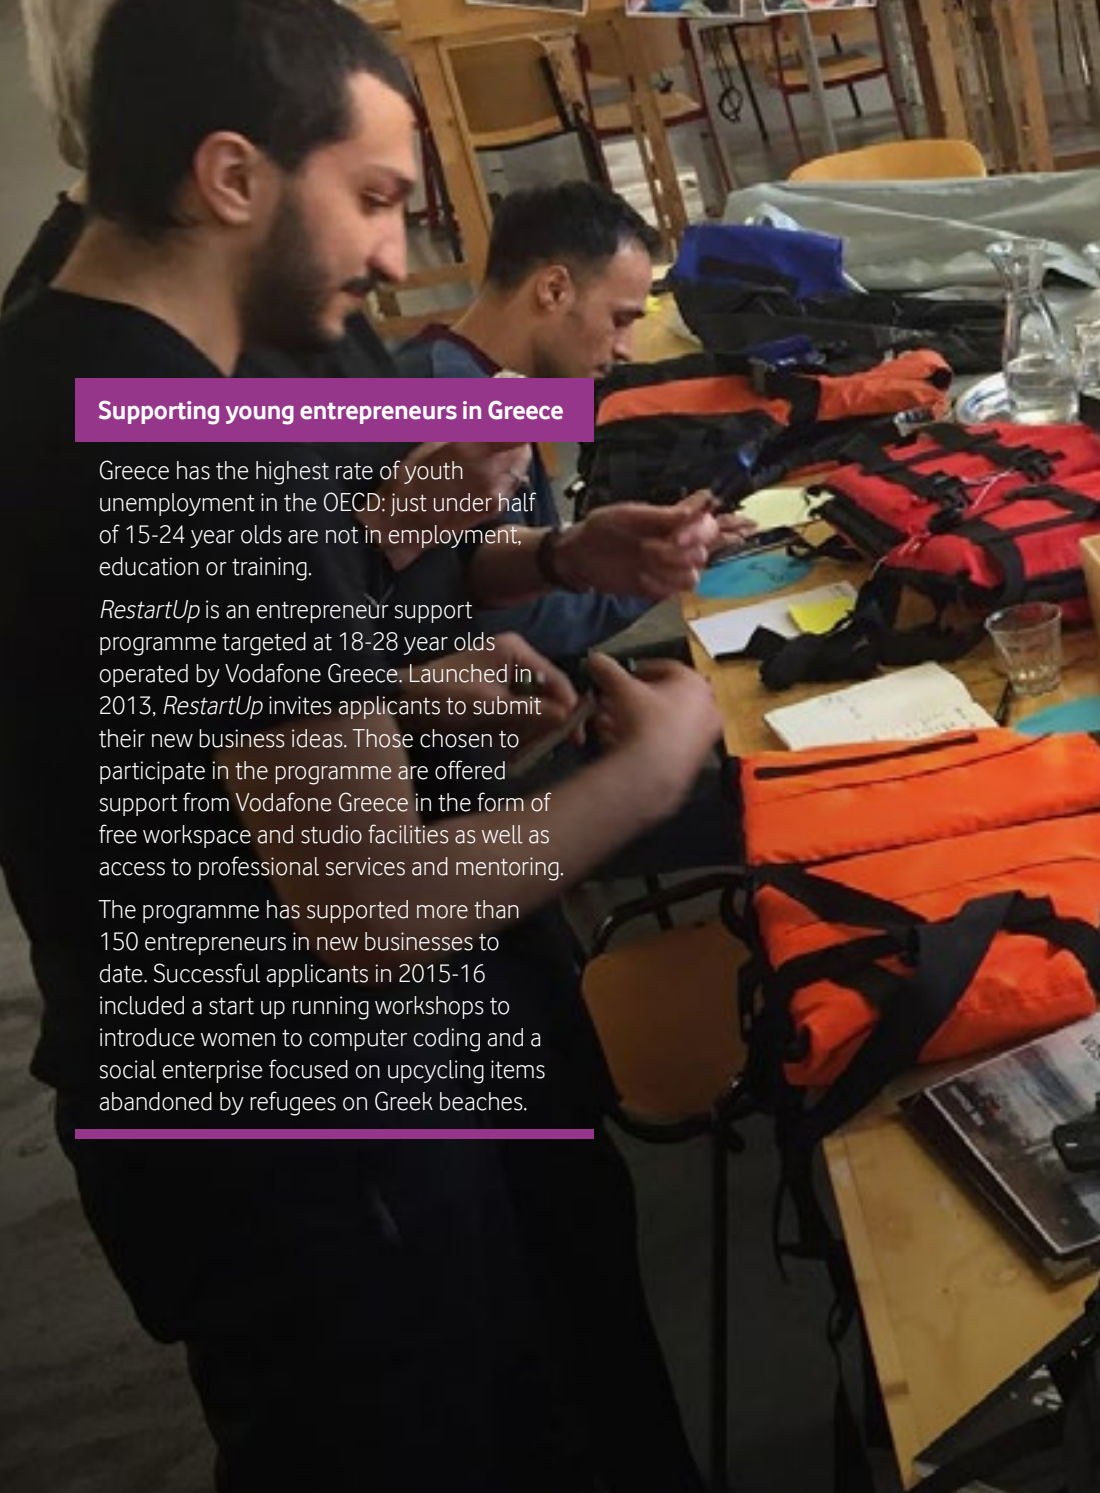 Supporting young entrepreneurs in Greece
Greece has the highest rate of youth
unemployment in the OECD: just under half
of 15-24 year olds are not in employment,
education or training.
RestartUp is an entrepreneur support
programme targeted at 18-28 year olds
operated by Vodafone Greece. Launched in
2013, RestartUp invites applicants to submit
their new business ideas. Those chosen to
participate in the programme are offered
support from Vodafone Greece in the form of
free workspace and studio facilities as well as
access to professional services and mentoring.
The programme has supported more than
150 entrepreneurs in new businesses to
date. Successful applicants in 2015-16
included a start up running workshops to
introduce women to computer coding and a
social enterprise focused on upcycling items
abandoned by refugees on Greek beaches.